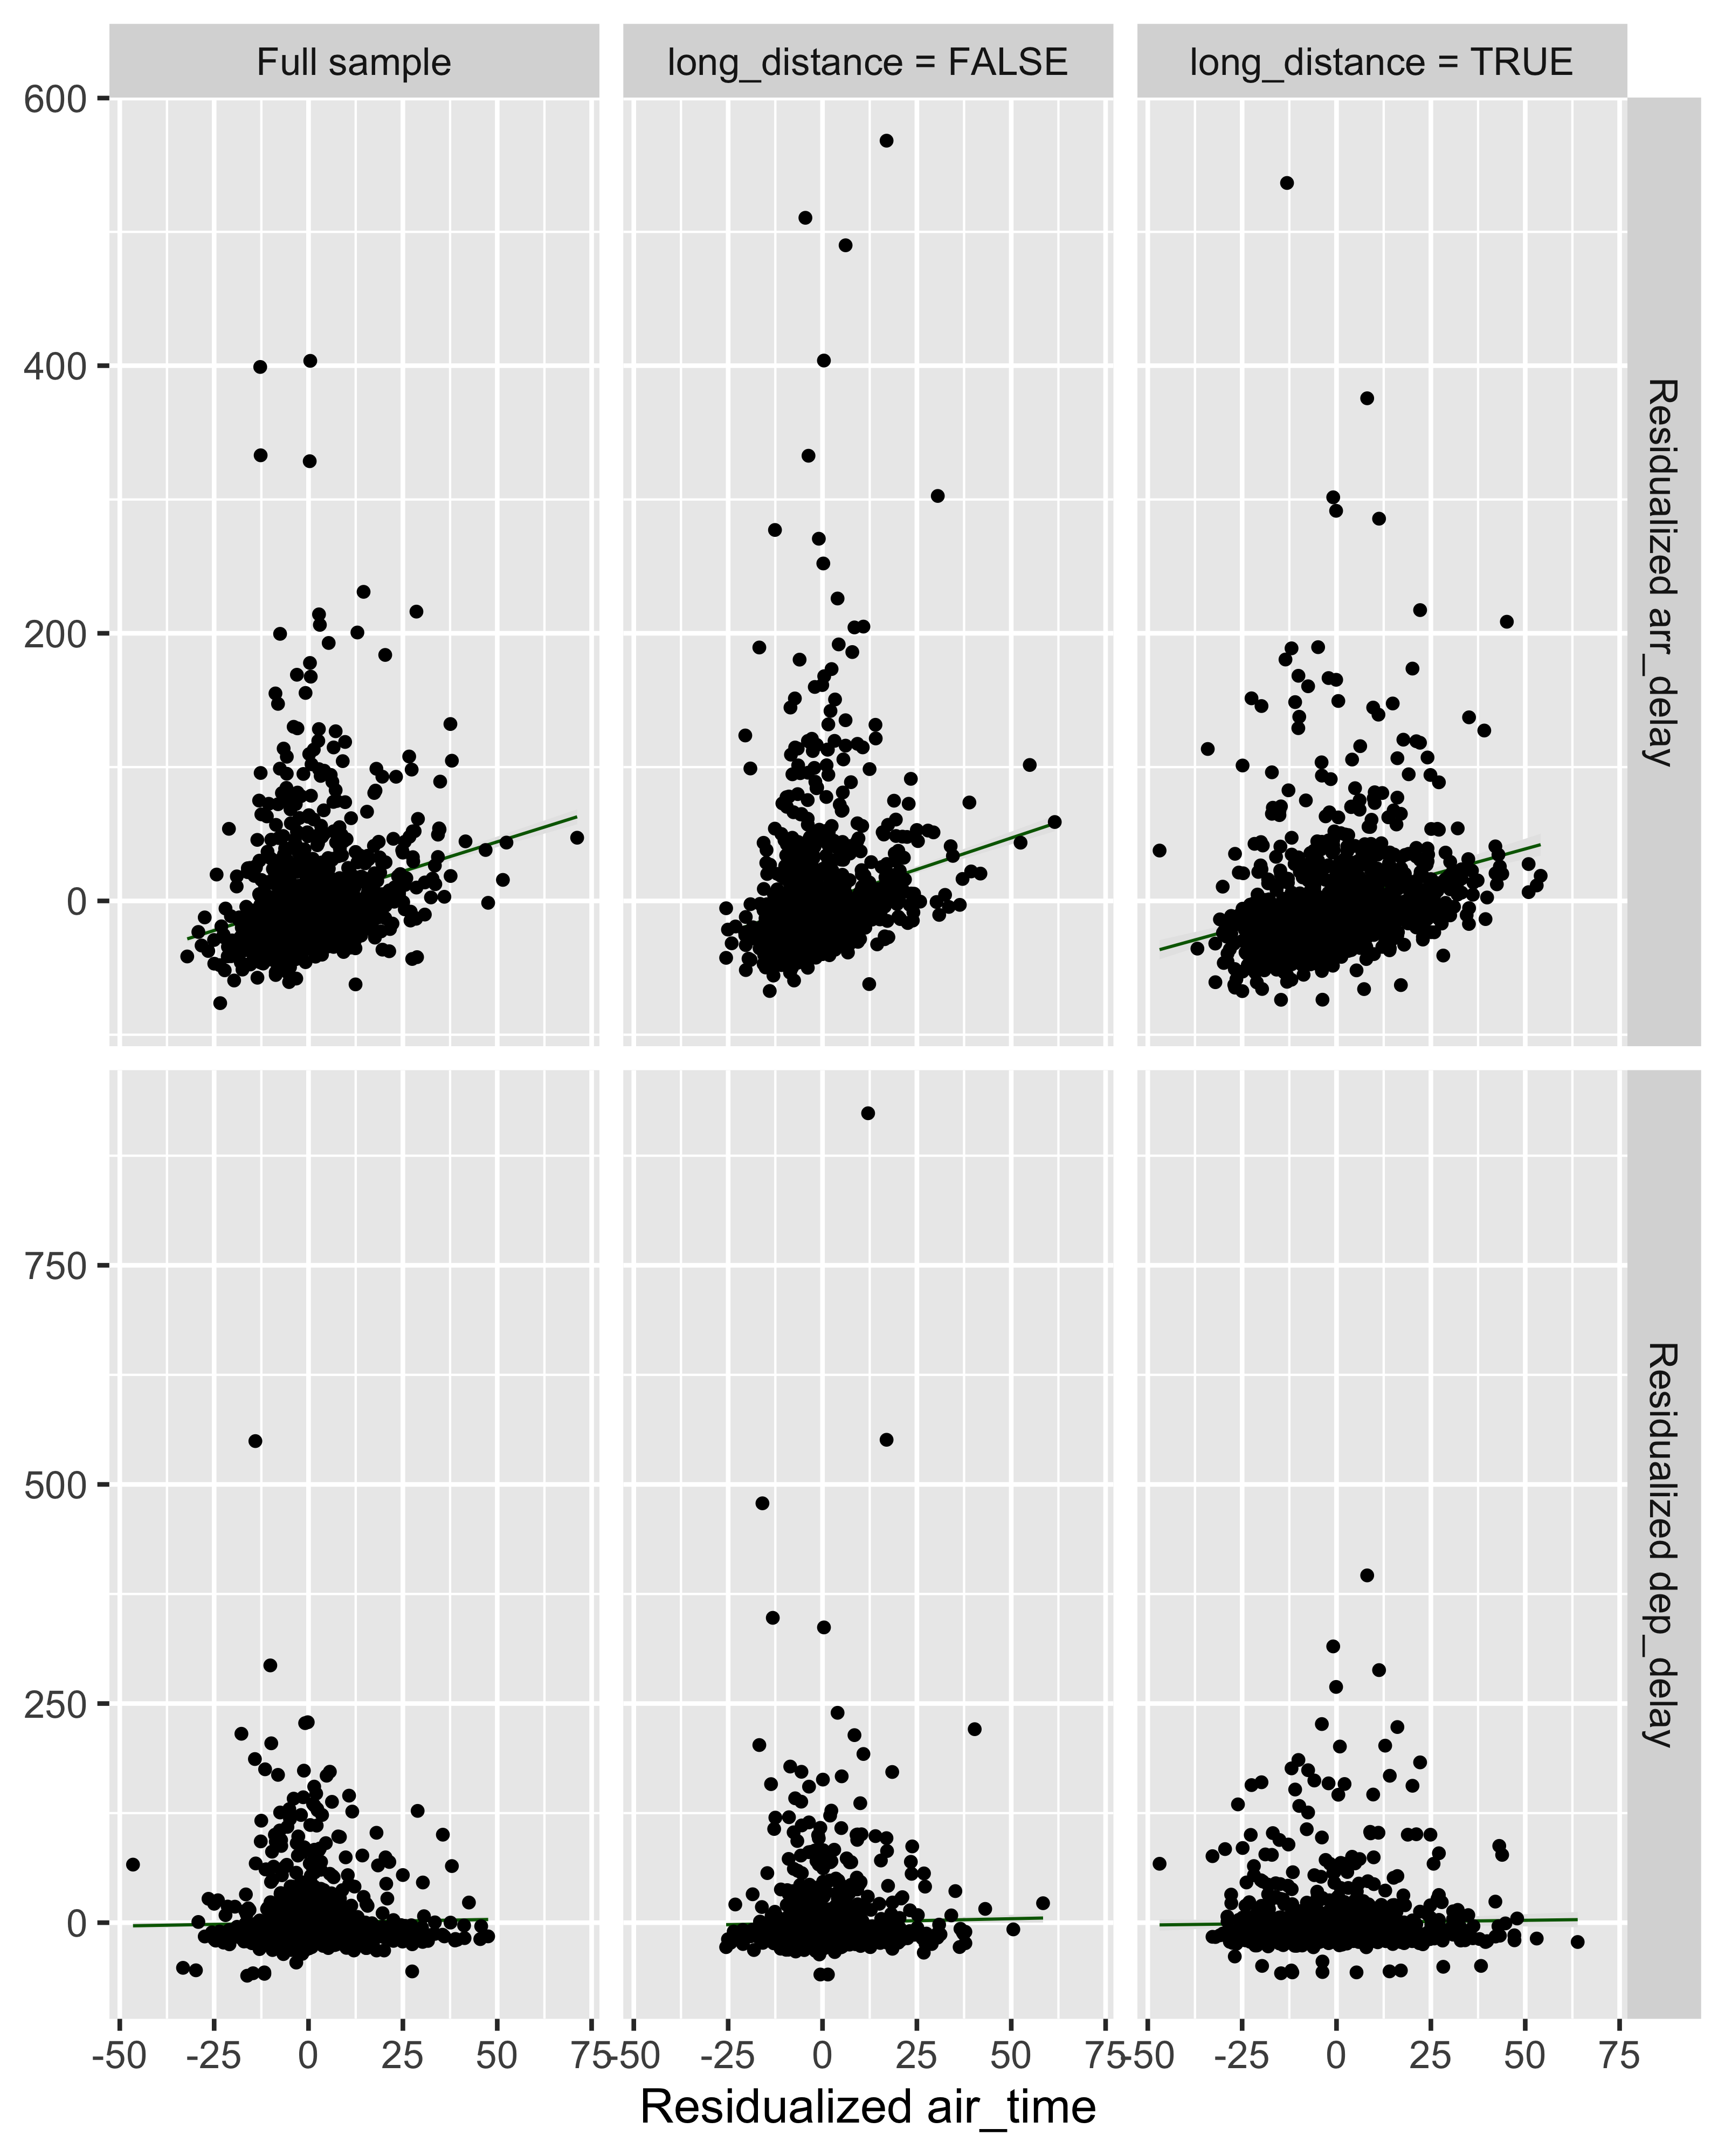 Full sample
long_distance = FALSE
long_distance = TRUE
600
400
200
0
Residualized arr_delay
750
500
250
0
Residualized dep_delay
-50 -25 0 25 50 75
-50 -25 0 25 50 75
-50 -25 0 25 50 75
Residualized air_time